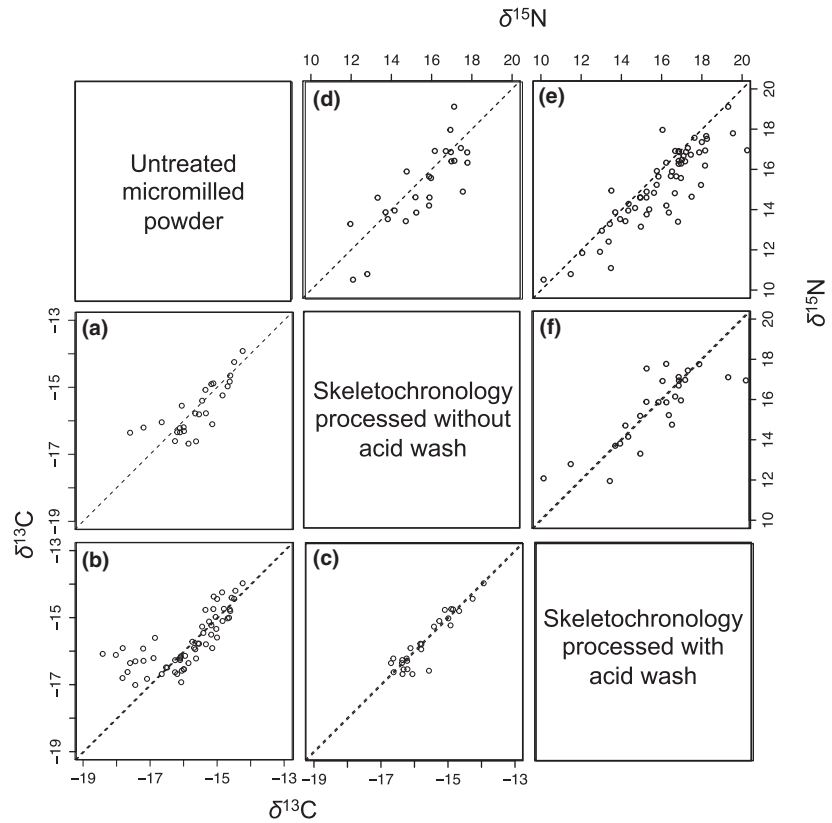 δ15N
10 12 14 16 18 20
10 12 14 16 18 20
Untreated
micromilled
powder
(d)
(e)
20
18
16
14
12
10
δ15N
-13
-15
-17
-19
(a)
Skeletochronology
processed without
acid wash
(f)
20
18
16
14
12
10
δ13C
-13
-15
-17
-19
(b)
(c)
Skeletochronology
processed with
acid wash
-19 -17 -15 -13
-19 -17 -15 -13
δ13C